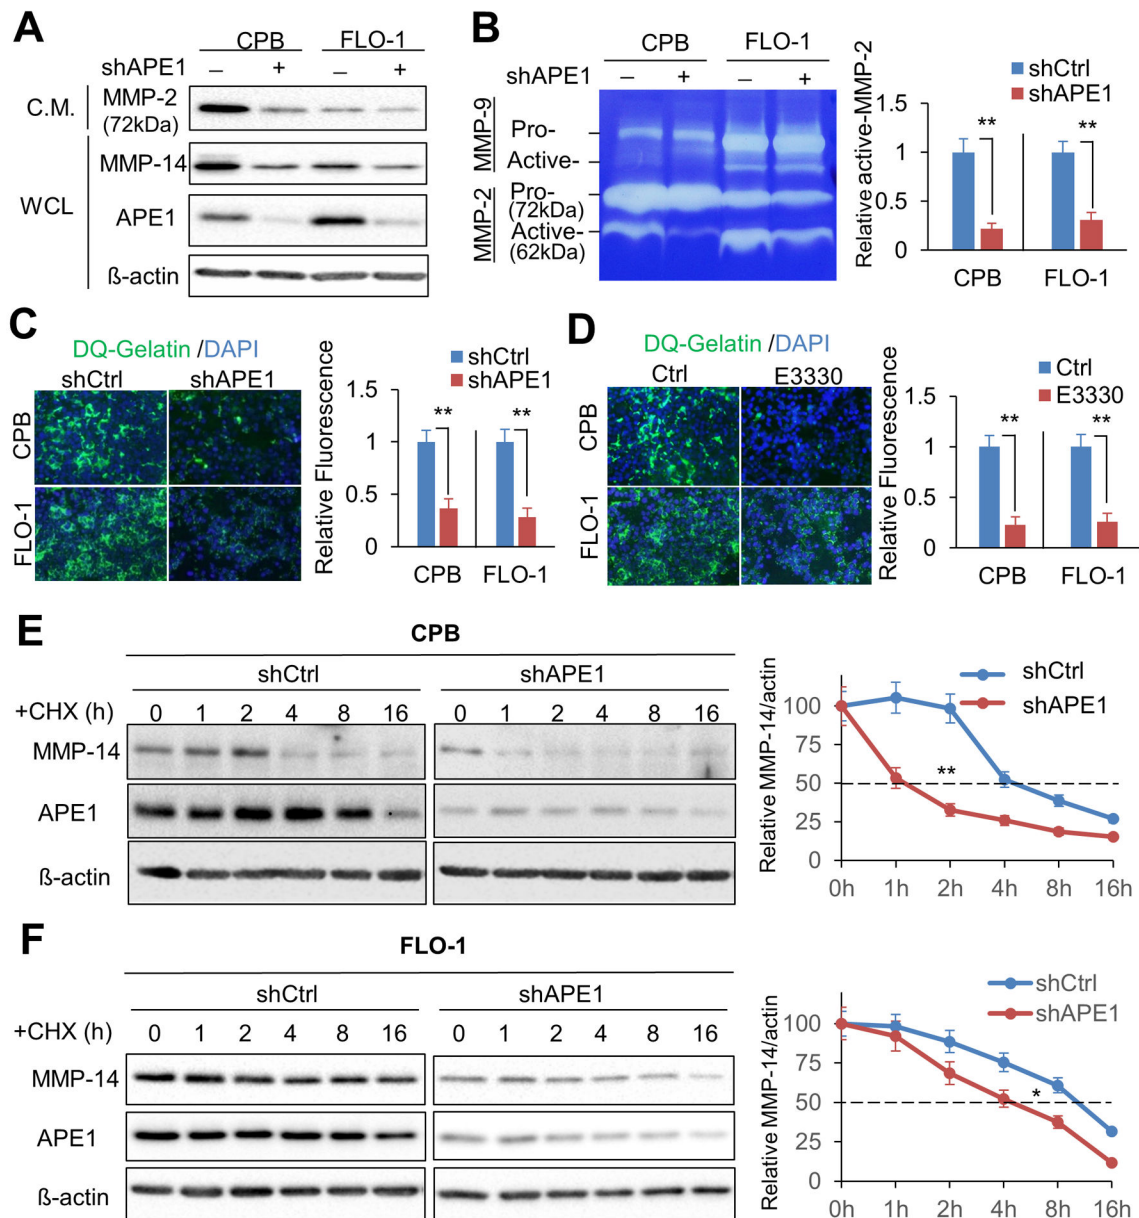 A
CPB FLO-1
shAPE1 – + – +
C.M.
MMP-2
(72kDa)
WCL
MMP-14
APE1
ß-actin
B
CPB FLO-1
shAPE1 – + – +
MMP-9
Pro-
Active-
MMP-2
Pro-
(72kDa)
Active-
(62kDa)
Relative active-MMP-2
shCtrl
shAPE1
1.5
1
0.5
0
** **
CPB FLO-1
C
DQ-Gelatin /DAPI
shCtrl shAPE1
CPB
FLO-1
Relative Fluorescence
shCtrl
shAPE1
1.5
1
0.5
0
** **
CPB FLO-1
D
DQ-Gelatin /DAPI
Ctrl E3330
CPB
FLO-1
Relative Fluorescence
Ctrl
E3330
1.5
1
0.5
0
** **
CPB FLO-1
E
CPB
shCtrl shAPE1
+CHX (h) 0 1 2 4 8 16 0 1 2 4 8 16
MMP-14
APE1
ß-actin
Relative MMP-14/actin
shCtrl
shAPE1
100
75
50
25
0
**
0h 1h 2h 4h 8h 16h
F
FLO-1
shCtrl shAPE1
+CHX (h) 0 1 2 4 8 16 0 1 2 4 8 16
MMP-14
APE1
ß-actin
Relative MMP-14/actin
shCtrl
shAPE1
100
75
50
25
0
*
0h 1h 2h 4h 8h 16h